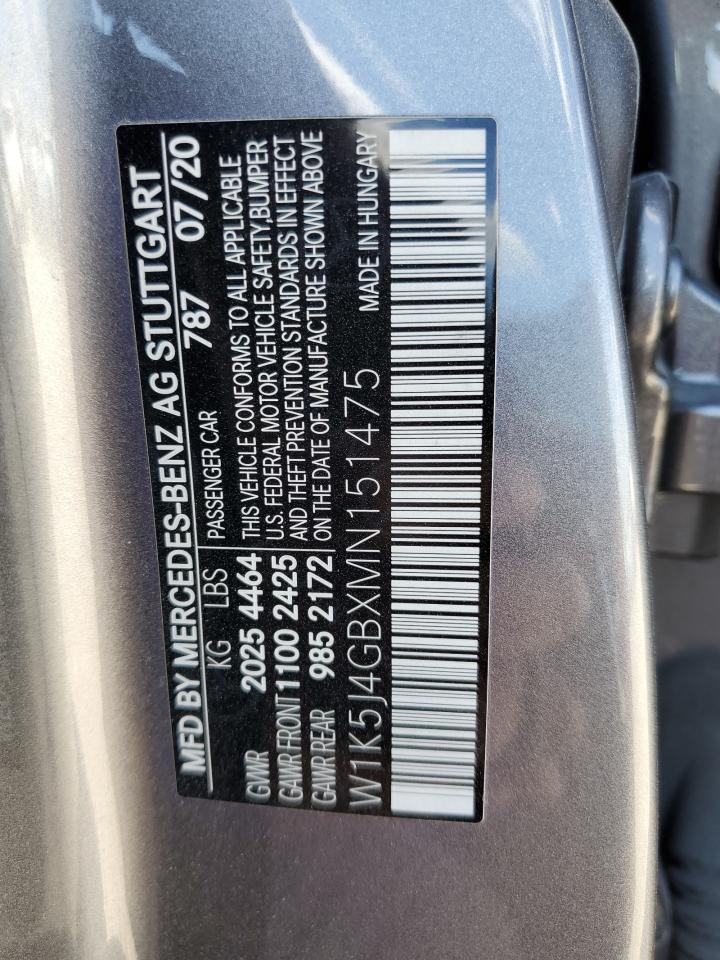 MFD BY MERCEDES-BENZ AG STUTTGART
787 07/20
KG LBS PASSENGER CAR
GVWR 2025 4464
GAWR FRONT 1100 2425
GAWR REAR 985 2172
THIS VEHICLE CONFORMS TO ALL APPLICABLE
U.S. FEDERAL MOTOR VEHICLE SAFETY,BUMPER
AND THEFT PREVENTION STANDARDS IN EFFECT
ON THE DATE OF MANUFACTURE SHOWN ABOVE
W1K5J4GBXMN151475 MADE IN HUNGARY